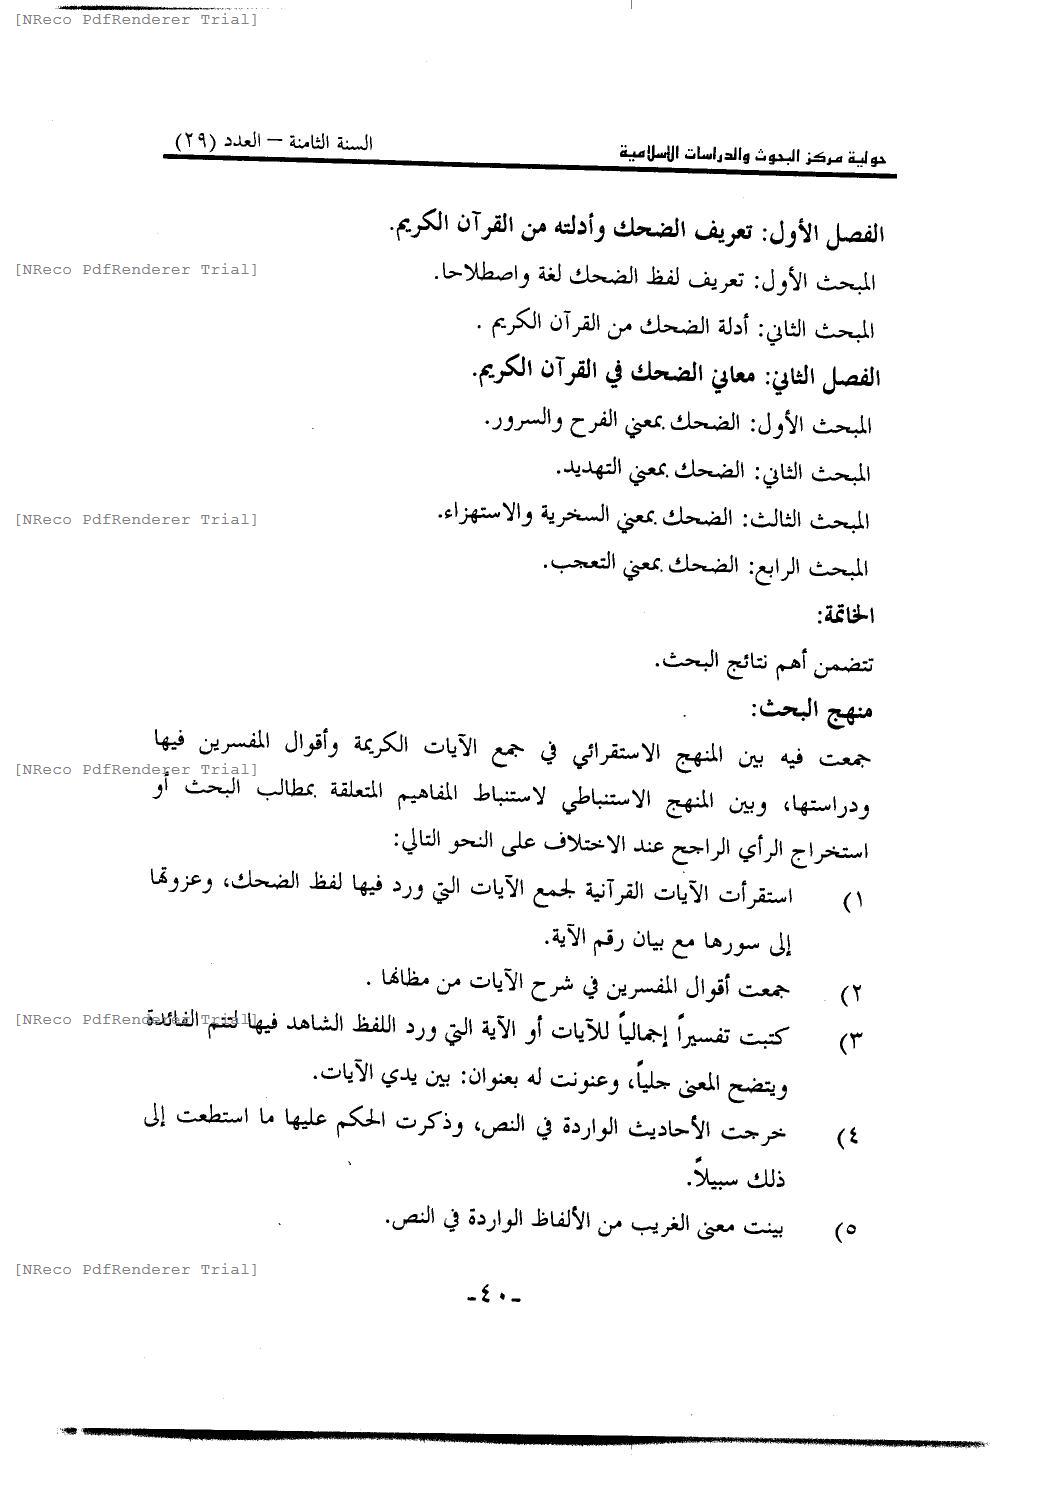 [NReco PdfRenderer Trial]
حولية مركز البحوث والدراسات الإسلامية
السنة الثامنة – العدد (٢٩)
الفصل الأول: تعريف الضحك وأدلته من القرآن الكريم.
[NReco PdfRenderer Trial]
المبحث الأول: تعريف لفظ الضحك لغة واصطلاحا.
المبحث الثاني: أدلة الضحك من القرآن الكريم .
الفصل الثاني: معاني الضحك في القرآن الكريم.
المبحث الأول: الضحك بمعني الفرح والسرور.
المبحث الثاني: الضحك بمعني التهديد.
[NReco PdfRenderer Trial]
المبحث الثالث: الضحك بمعني السخرية والاستهزاء.
المبحث الرابع: الضحك بمعني التعجب.
الخاتمة:
تتضمن أهم نتائج البحث.
منهج البحث:
جمعت فيه بين المنهج الاستقرائي في جمع الآيات الكريمة وأقوال المفسرين فيها
[NReco PdfRenderer Trial]
ودراستها، وبين المنهج الاستنباطي لاستنباط المفاهيم المتعلقة بمطالب البحث أو
استخراج الرأي الراجح عند الاختلاف على النحو التالي:
١) استقرأت الآيات القرآنية لجمع الآيات التي ورد فيها لفظ الضحك، وعزوتها
إلى سورها مع بيان رقم الآية.
٢) جمعت أقوال المفسرين في شرح الآيات من مظانها .
[NReco PdfRenderer Trial]
٣) كتبت تفسيراً إجمالياً للآيات أو الآية التي ورد اللفظ الشاهد فيها لتتم الفائدة
ويتضح المعنى جلياً، وعنونت له بعنوان: بين يدي الآيات.
٤) خرجت الأحاديث الواردة في النص، وذكرت الحكم عليها ما استطعت إلى
ذلك سبيلاً.
٥) بينت معنى الغريب من الألفاظ الواردة في النص.
[NReco PdfRenderer Trial]
-٤٠-